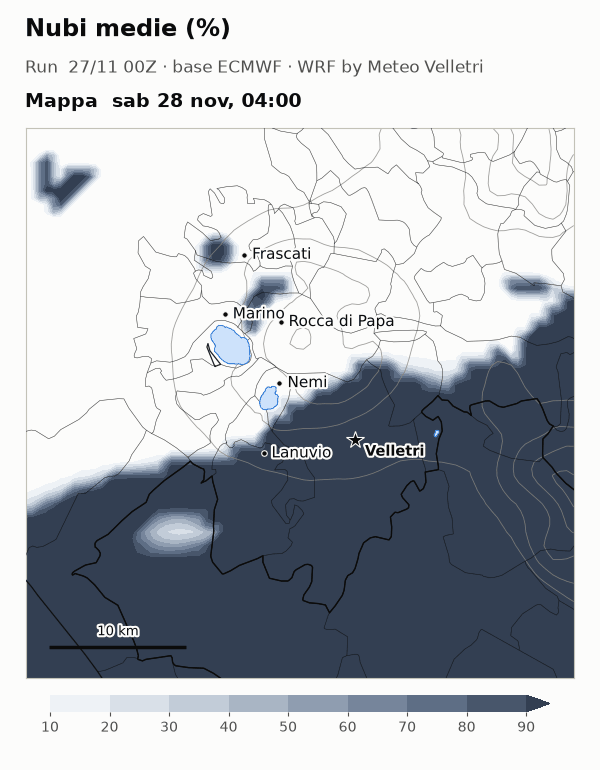 Nubi medie (%)
Run  27/11 00Z · base ECMWF · WRF by Meteo Velletri
Mappa  sab 28 nov, 04:00
Frascati
Marino
Rocca di Papa
Nemi
Velletri
Lanuvio
10 km
10 20 30 40 50 60 70 80 90